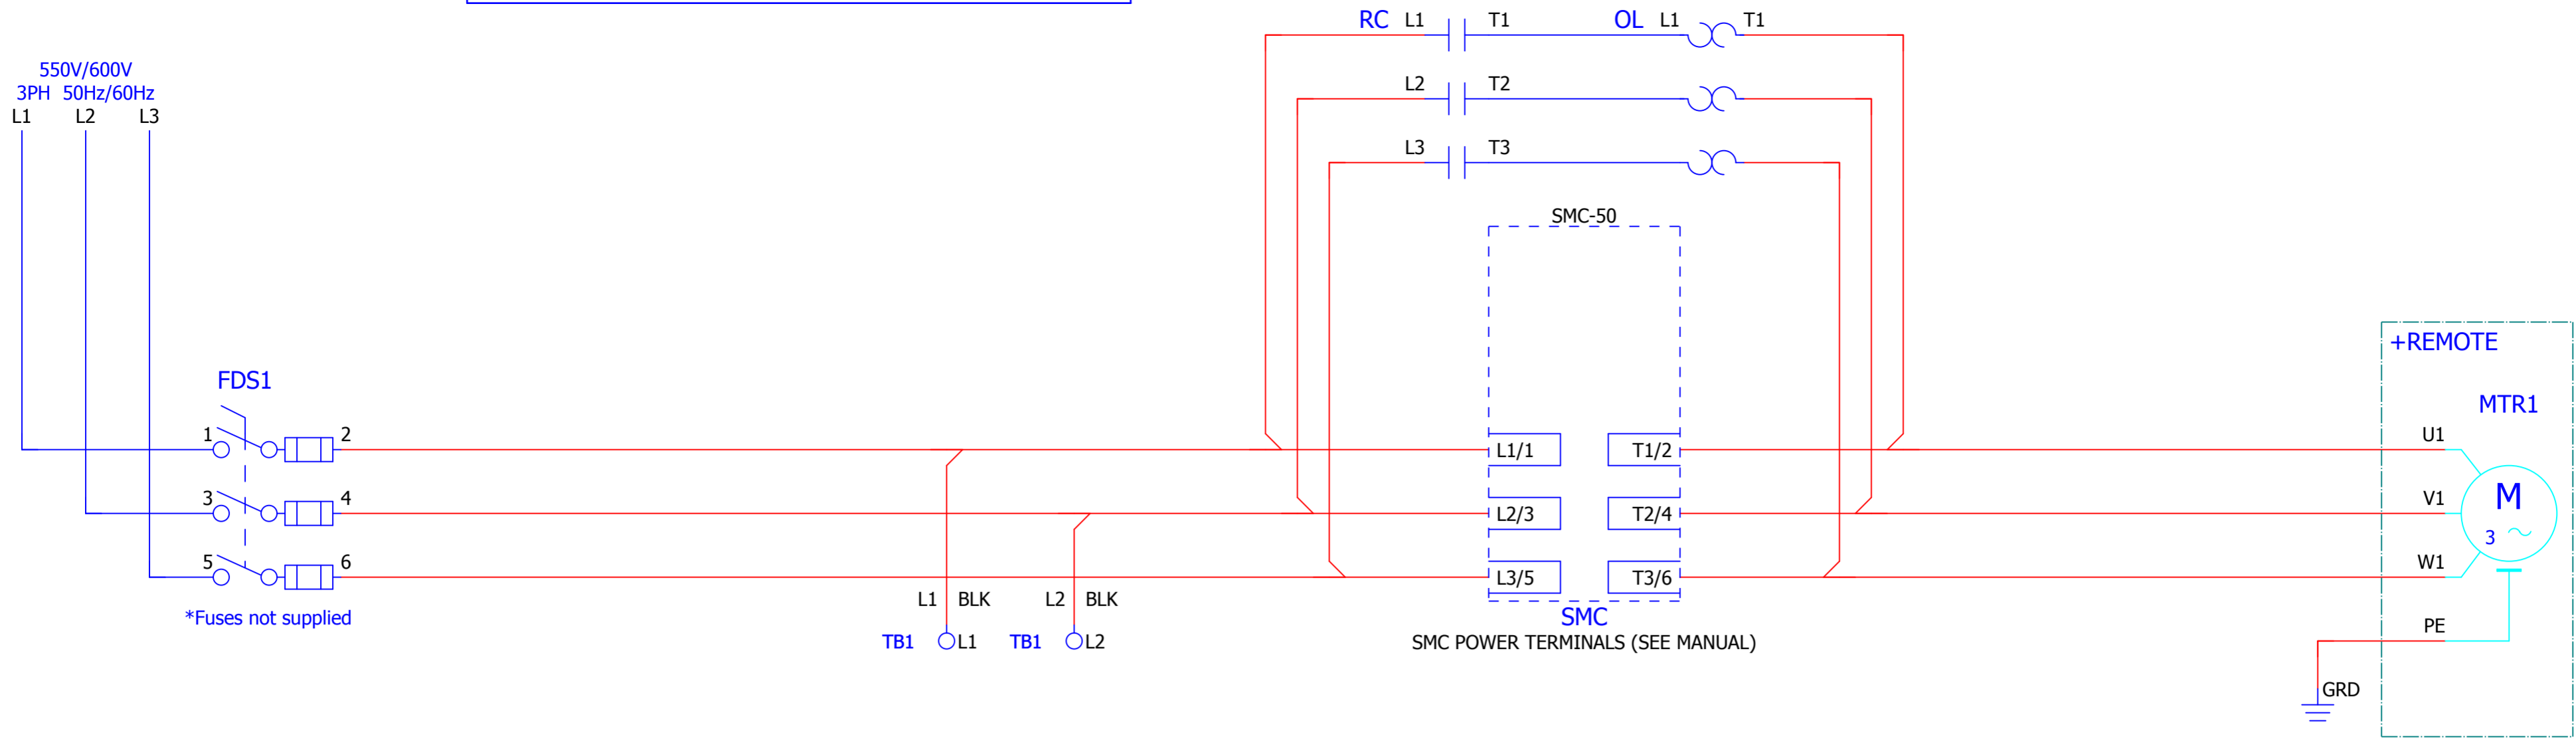 RC L1 T1 OL L1 T1
550V/600V
3PH 50Hz/60Hz
L1 L2 L3
L2 T2
L3 T3
SMC-50
+REMOTE
FDS1
MTR1
1 2 L1/1 T1/2 U1
3 4 L2/3 T2/4 V1
M
3 ~
5 6 L3/5 T3/6 W1
*Fuses not supplied
L1 BLK L2 BLK
SMC
TB1 L1 TB1 L2
SMC POWER TERMINALS (SEE MANUAL)
PE
GRD